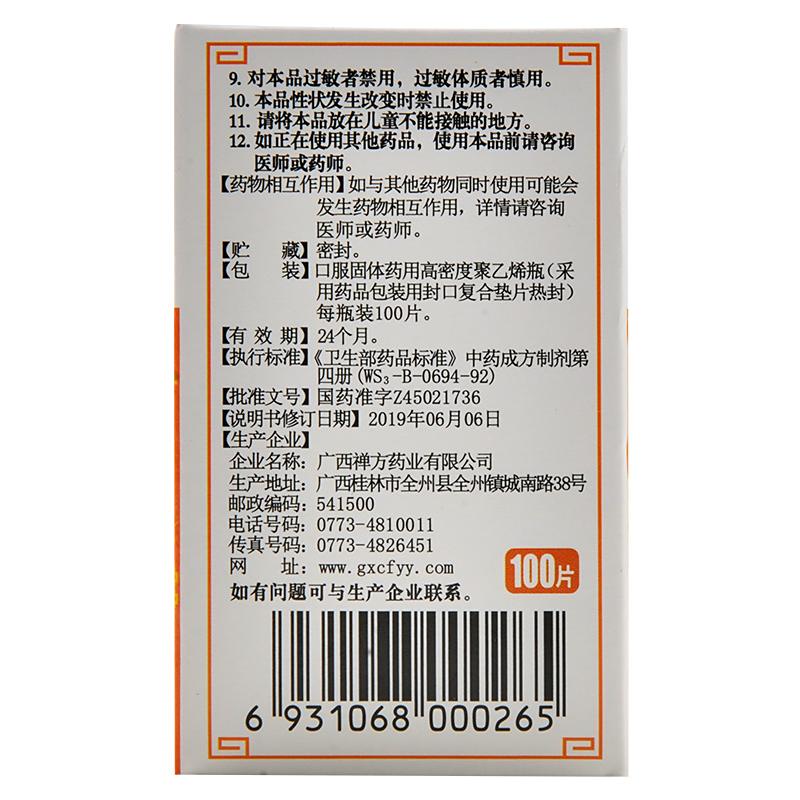 9. 对本品过敏者禁用，过敏体质者慎用。
10. 本品性状发生改变时禁止使用。
11. 请将本品放在儿童不能接触的地方。
12. 如正在使用其他药品，使用本品前请咨询
医师或药师。
【药物相互作用】如与其他药物同时使用可能会
发生药物相互作用，详情请咨询
医师或药师。
【贮 藏】密封。
【包 装】口服固体药用高密度聚乙烯瓶（采
用药品包装用封口复合垫片热封）
每瓶装100片。
【有 效 期】24个月。
【执行标准】《卫生部药品标准》中药成方制剂第
四册(WS₃-B-0694-92)
【批准文号】国药准字Z45021736
【说明书修订日期】2019年06月06日
【生产企业】
企业名称：广西禅方药业有限公司
生产地址：广西桂林市全州县全州镇城南路38号
邮政编码：541500
电话号码：0773-4810011
传真号码：0773-4826451
网 址：www.gxcfyy.com
如有问题可与生产企业联系。
100片
6 931068 000265